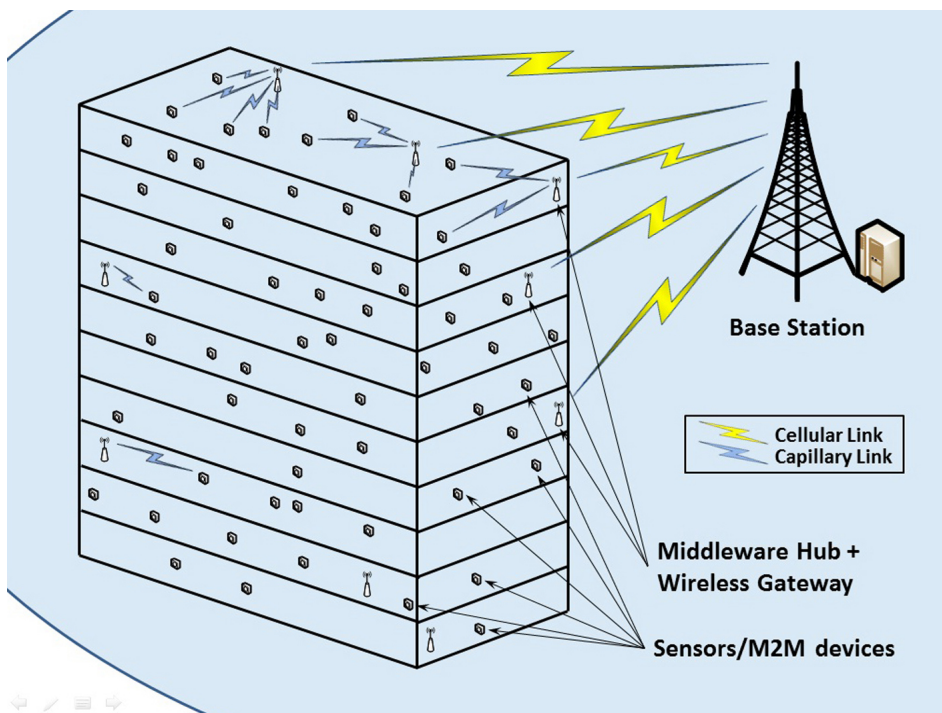 Base Station
Cellular Link
Capillary Link
Middleware Hub +
Wireless Gateway
Sensors/M2M devices